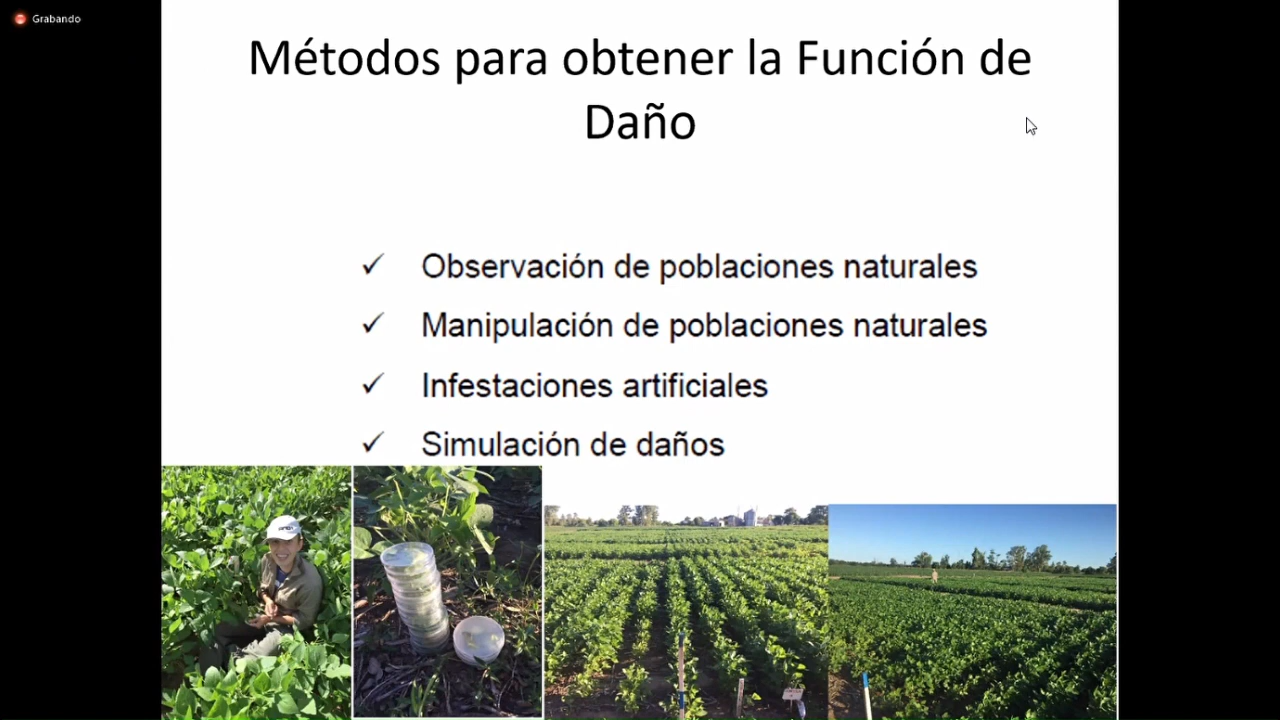 Grabando
Métodos para obtener la Función de
Daño
✓ Observación de poblaciones naturales
✓ Manipulación de poblaciones naturales
✓ Infestaciones artificiales
✓ Simulación de daños